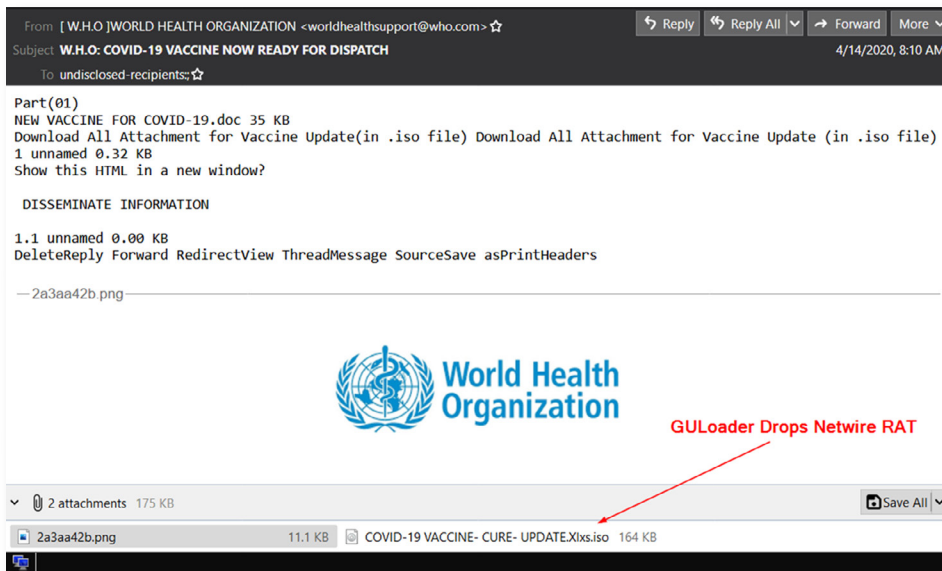 From [ W.H.O ]WORLD HEALTH ORGANIZATION <worldhealthsupport@who.com>
Reply Reply All Forward More
Subject W.H.O: COVID-19 VACCINE NOW READY FOR DISPATCH
4/14/2020, 8:10 AM
To undisclosed-recipients:;
Part(01)
NEW VACCINE FOR COVID-19.doc 35 KB
Download All Attachment for Vaccine Update(in .iso file) Download All Attachment for Vaccine Update (in .iso file)
1 unnamed 0.32 KB
Show this HTML in a new window?
DISSEMINATE INFORMATION
1.1 unnamed 0.00 KB
DeleteReply Forward RedirectView ThreadMessage SourceSave asPrintHeaders
2a3aa42b.png
World Health
Organization
GULoader Drops Netwire RAT
2 attachments 175 KB
Save All
2a3aa42b.png 11.1 KB COVID-19 VACCINE- CURE- UPDATE.Xlxs.iso 164 KB